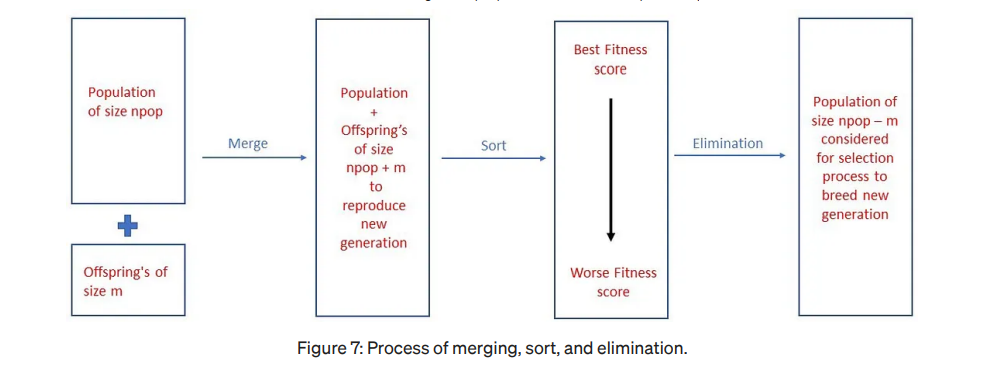 Population
of size npop
Offspring's of
size m
Merge
Population
+
Offspring's
of size
npop + m
to
reproduce
new
generation
Sort
Best Fitness
score
Worse Fitness
score
Elimination
Population of
size npop – m
considered
for selection
process to
breed new
generation
Figure 7: Process of merging, sort, and elimination.